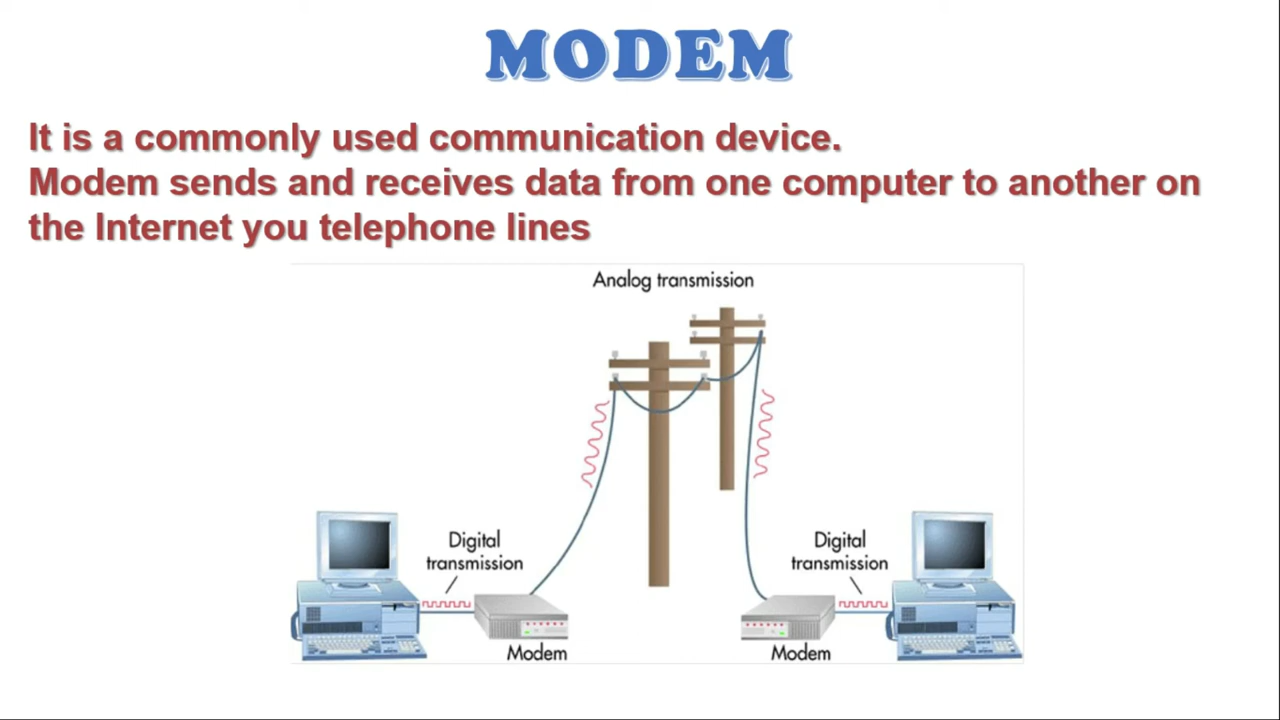 MODEM
It is a commonly used communication device.
Modem sends and receives data from one computer to another on
the Internet you telephone lines
Analog transmission
Digital
transmission
Digital
transmission
Modem
Modem